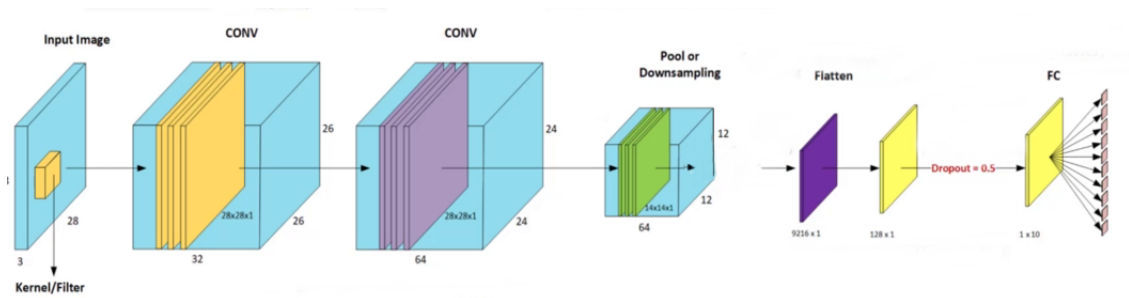 Input Image
CONV
CONV
Pool or
Downsampling
Flatten
FC
26
24
12
28
28x28x1
26
28x28x1
24
14x14x1
12
Dropout = 0.5
3
32
64
64
9216 x 1
128 x 1
1 x 10
Kernel/Filter